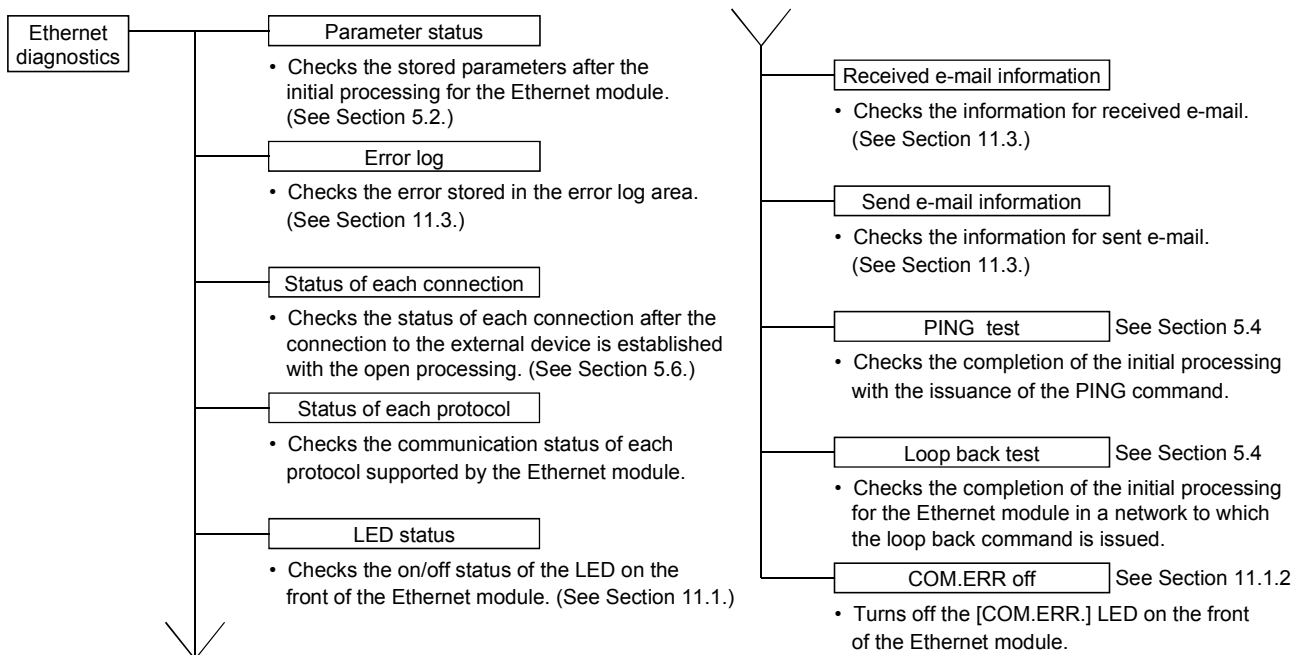 Ethernet
diagnostics
Parameter status
• Checks the stored parameters after the
initial processing for the Ethernet module.
(See Section 5.2.)
Error log
• Checks the error stored in the error log area.
(See Section 11.3.)
Status of each connection
• Checks the status of each connection after the
connection to the external device is established
with the open processing. (See Section 5.6.)
Status of each protocol
• Checks the communication status of each
protocol supported by the Ethernet module.
LED status
• Checks the on/off status of the LED on the
front of the Ethernet module. (See Section 11.1.)
Received e-mail information
• Checks the information for received e-mail.
(See Section 11.3.)
Send e-mail information
• Checks the information for sent e-mail.
(See Section 11.3.)
PING test See Section 5.4
• Checks the completion of the initial processing
with the issuance of the PING command.
Loop back test See Section 5.4
• Checks the completion of the initial processing
for the Ethernet module in a network to which
the loop back command is issued.
COM.ERR off See Section 11.1.2
• Turns off the [COM.ERR.] LED on the front
of the Ethernet module.